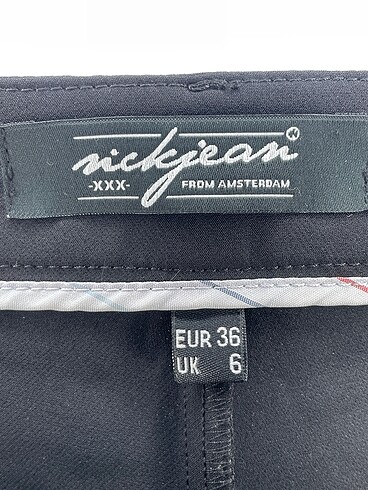 nickjean
-XXX- FROM AMSTERDAM
EUR 36
UK 6